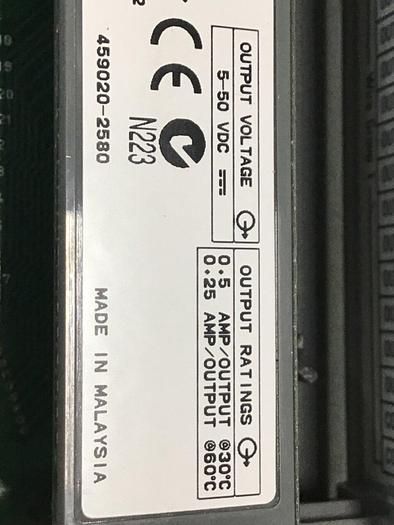 OUTPUT VOLTAGE
5-50 VDC
OUTPUT RATINGS
0.5 AMP/OUTPUT @30°C
0.25 AMP/OUTPUT @60°C
CE
N223
459020-2580
MADE IN MALAYSIA